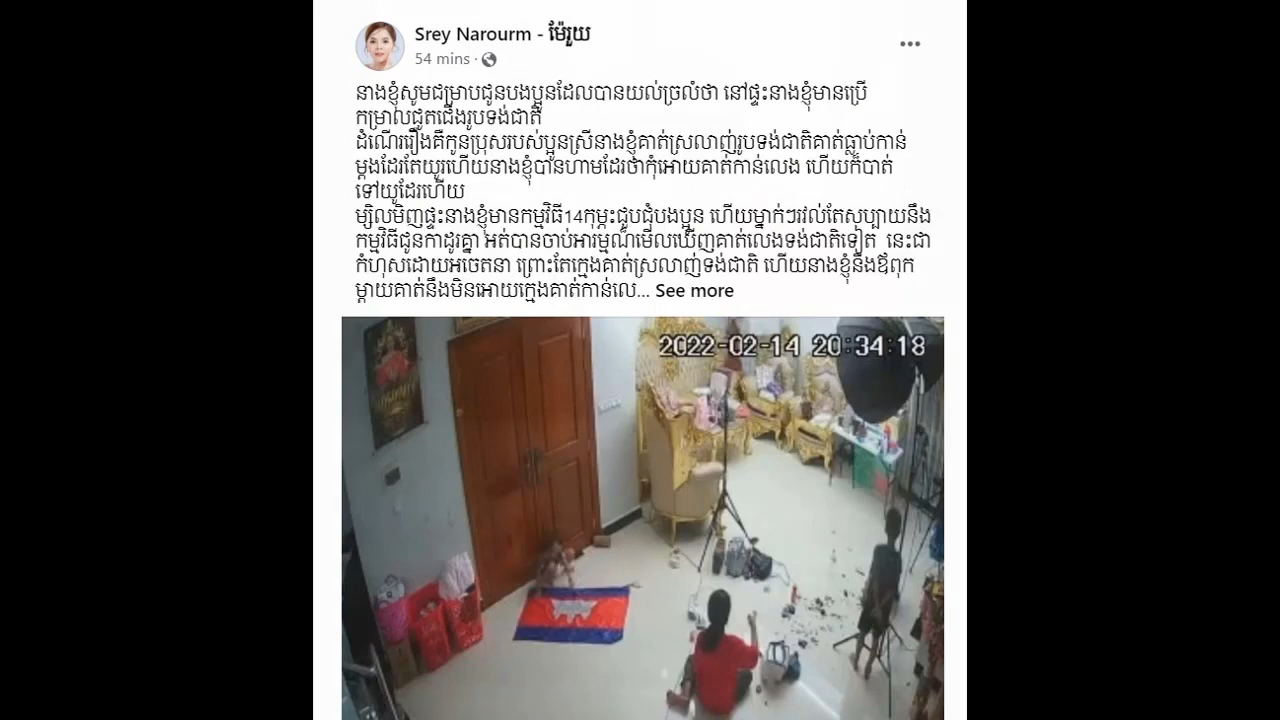 Srey Narourm - ម៉ែរួយ
54 mins ·
នាងខ្ញុំសូមជម្រាបជូនបងប្អូនដែលបានយល់ច្រលំថា នៅផ្ទះនាងខ្ញុំមានប្រើ
កម្រាលជូតជើងរូបទង់ជាតិ
ដំណើររឿងគឺកូនប្រុសរបស់ប្អូនស្រីនាងខ្ញុំគាត់ស្រលាញ់រូបទង់ជាតិគាត់ធ្លាប់កាន់
ម្តងដែរតែយូរហើយនាងខ្ញុំបានហាមដែរថាកុំអោយគាត់កាន់លេង ហើយក៏បាត់
ទៅយូដែរហើយ
ម្សិលមិញផ្ទះនាងខ្ញុំមានកម្មវិធី14កុម្ភះជួបជុំបងប្អូន ហើយម្នាក់ៗរវល់តែសប្បាយនឹង
កម្មវិធីជូនកាដូរគ្នា អត់បានចាប់អារម្មណ៏មើលឃើញគាត់លេងទង់ជាតិទៀត នេះជា
កំហុសដោយអចេតនា ព្រោះតែក្មេងគាត់ស្រលាញ់ទង់ជាតិ ហើយនាងខ្ញុំនឹងឪពុក
ម្តាយគាត់នឹងមិនអោយក្មេងគាត់កាន់លេ... See more
2022-02-14 20:34:18